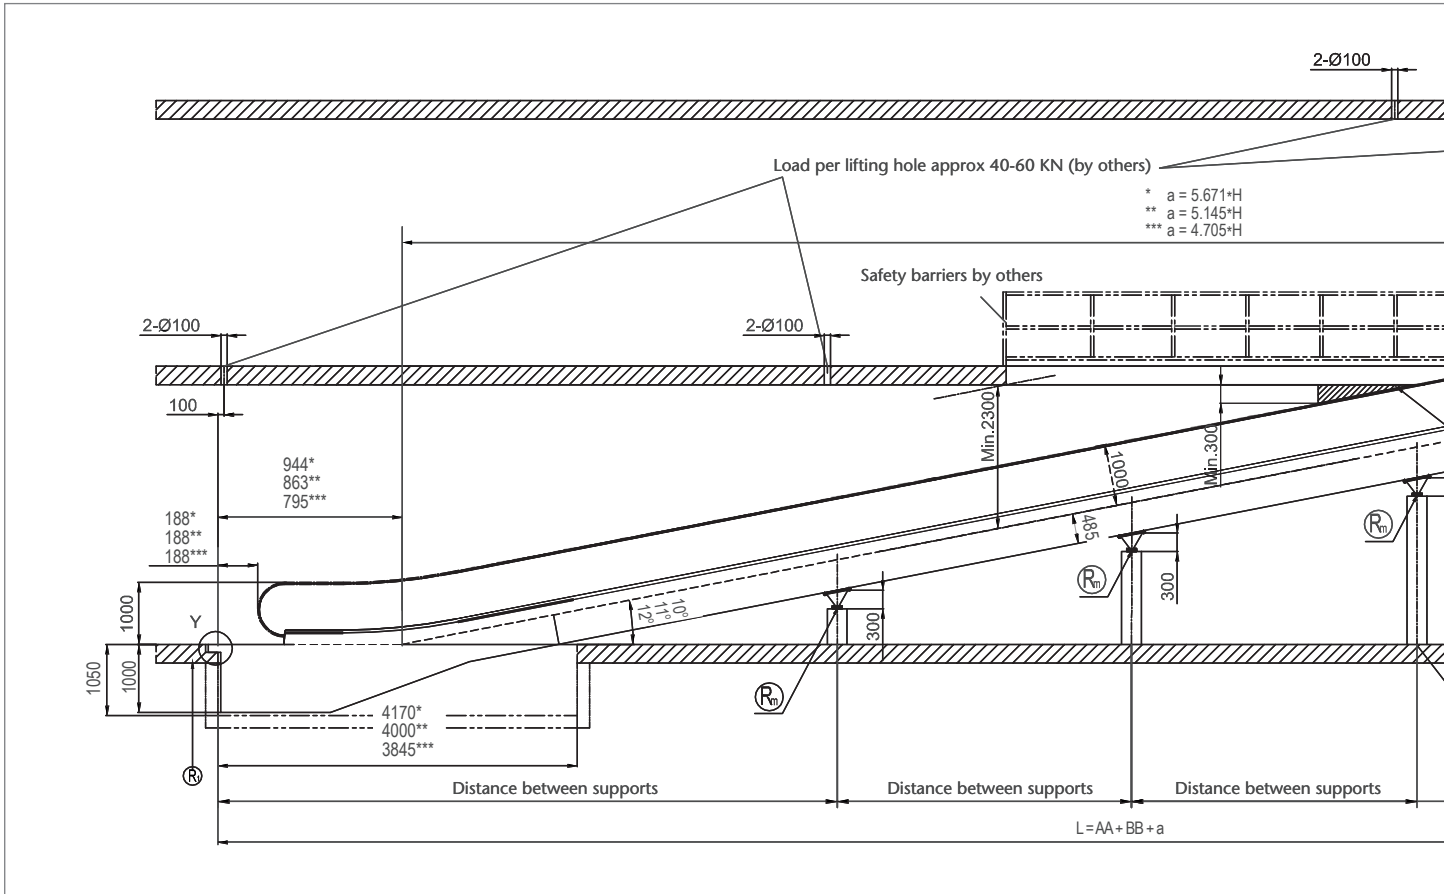 2-Ø100
Load per lifting hole approx 40-60 KN (by others)
* a = 5.671*H
** a = 5.145*H
*** a = 4.705*H
Safety barriers by others
2-Ø100
2-Ø100
100
Min.2300
Min.300
944*
863**
795***
1000
188*
188**
188***
485
Rm
Rm
300
1000
Y
10°
11°
12°
300
1050
1000
Rm
4170*
4000**
3845***
R1
Distance between supports
Distance between supports
Distance between supports
L=AA+BB+a